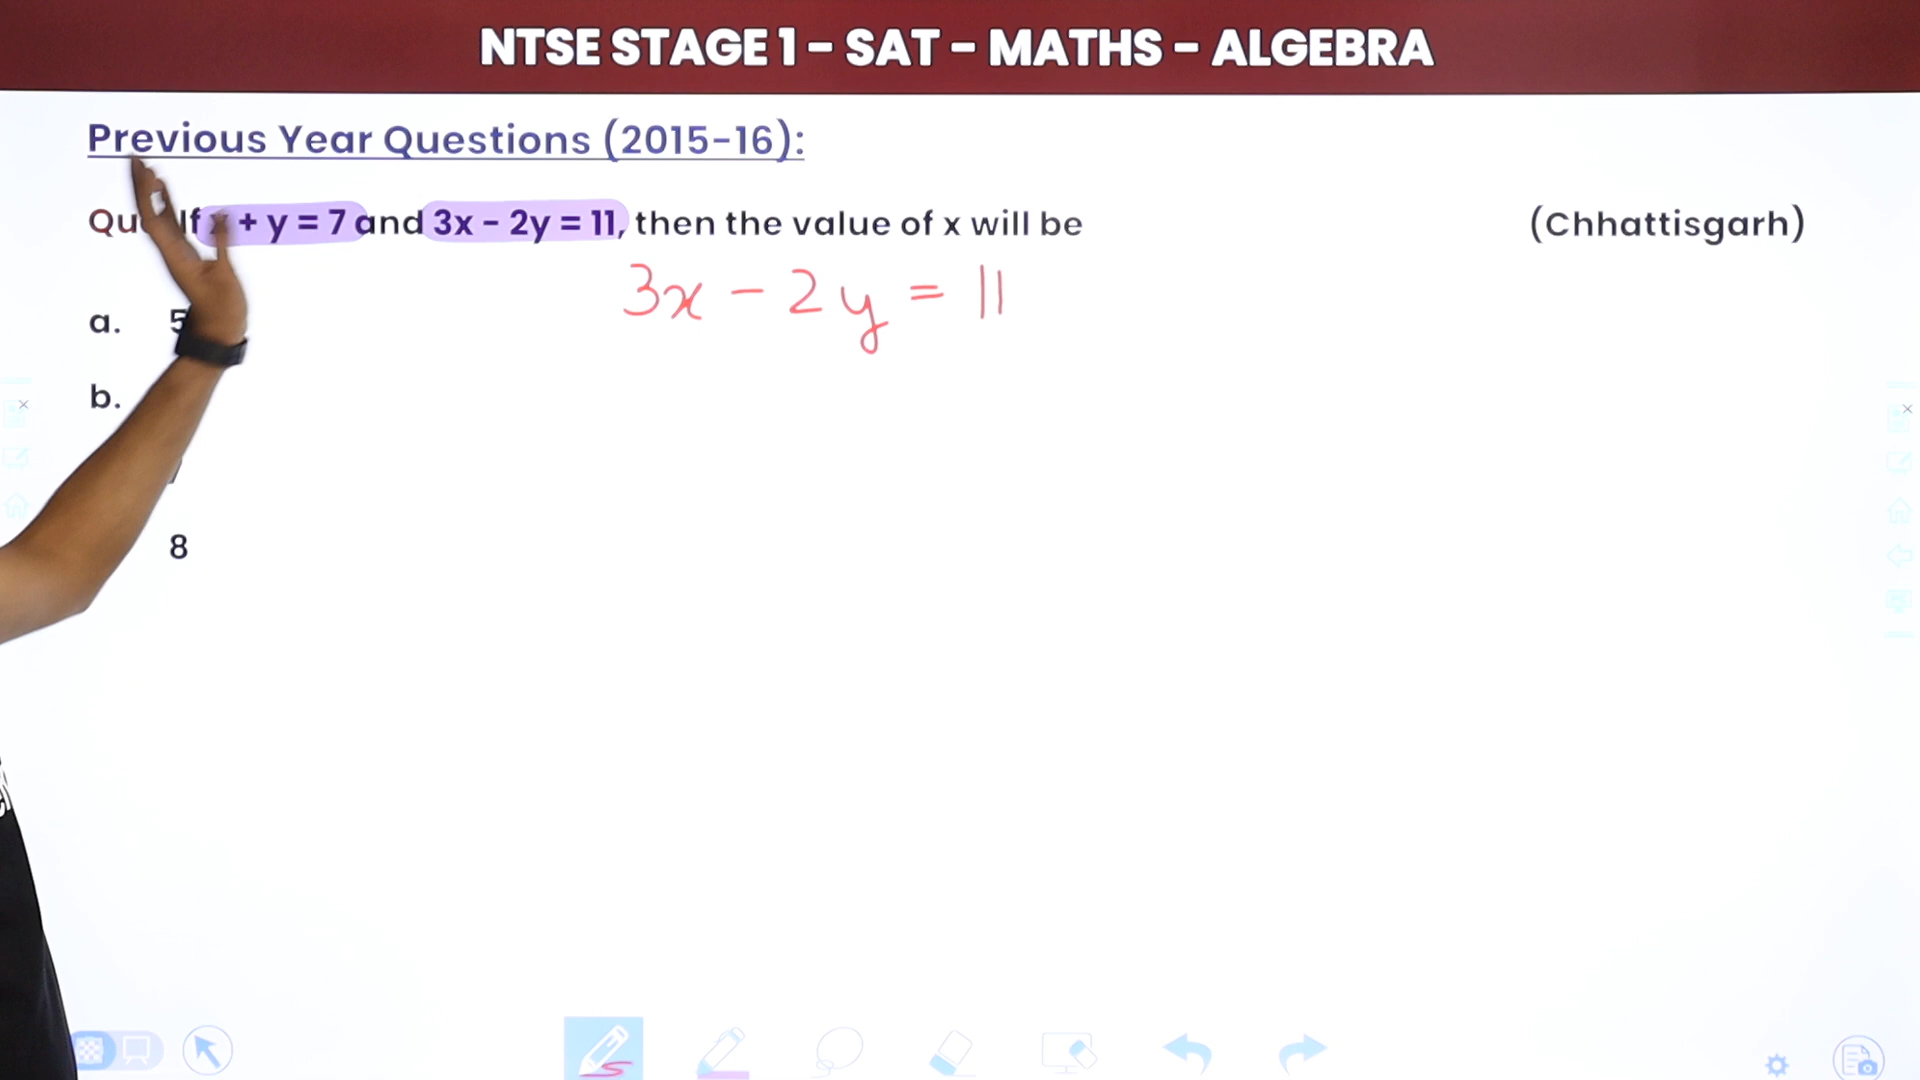 NTSE STAGE 1 – SAT – MATHS – ALGEBRA
Previous Year Questions (2015-16):
If x + y = 7 and 3x - 2y = 11, then the value of x will be (Chhattisgarh)
3x - 2y = 11
a. 5
b.
8